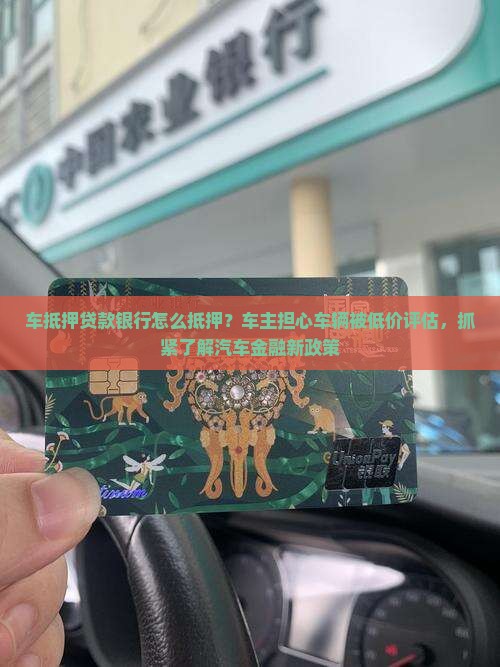 中国农业银行
车抵押贷款银行怎么抵押？车主担心车辆被低价评估，抓
紧了解汽车金融新政策
UnionPay
银联